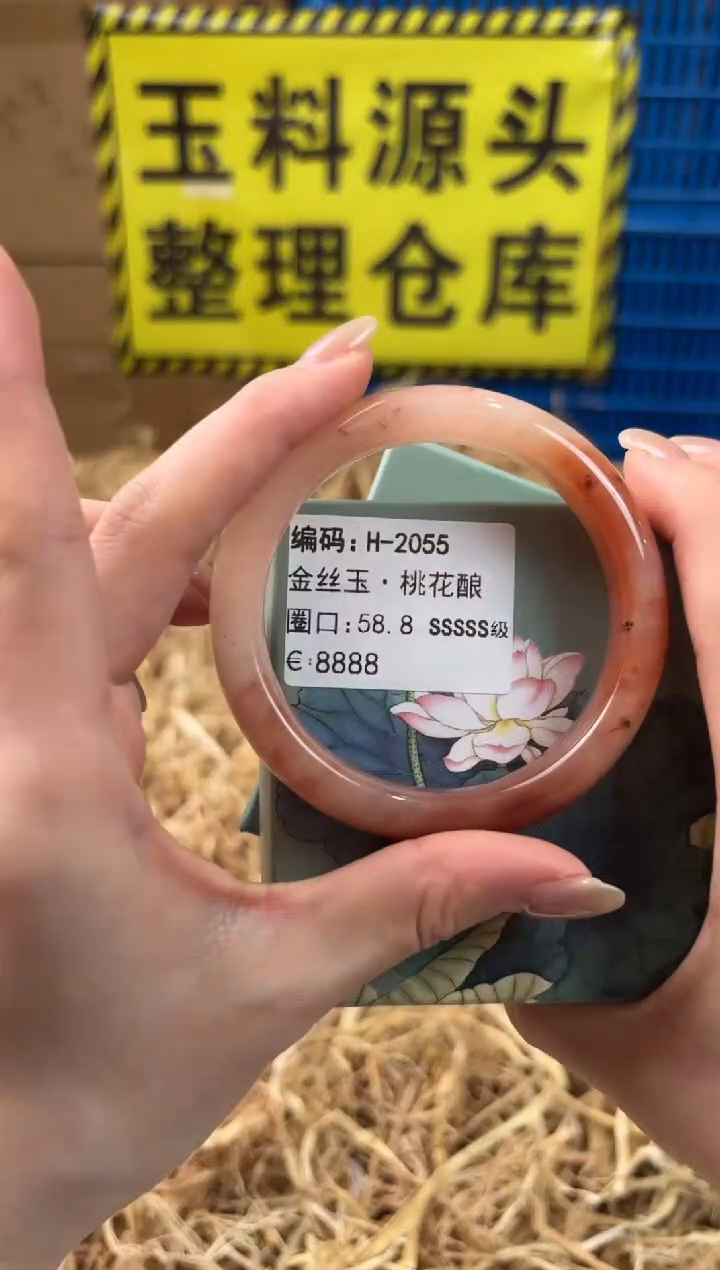 玉料源头
整理仓库
编码：H-2055
金丝玉·桃花酿
圈口:58.8 SSSSS级
€:8888